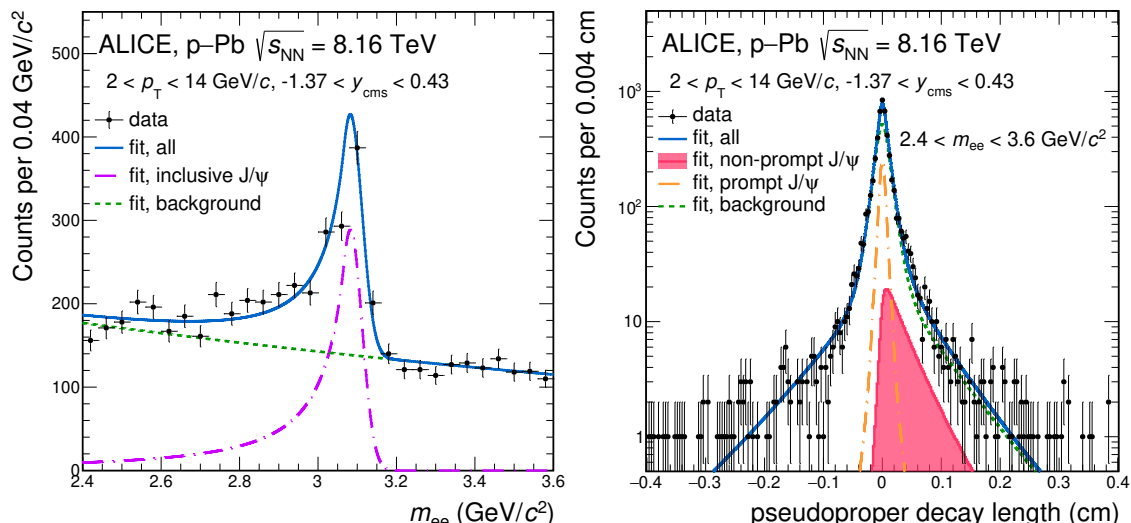 ALICE, p–Pb √sNN = 8.16 TeV
2 < pT < 14 GeV/c, -1.37 < ycms < 0.43
data
fit, all
fit, inclusive J/ψ
fit, background
Counts per 0.04 GeV/c²
500
400
300
200
100
0
2.4 2.6 2.8 3 3.2 3.4 3.6
mee (GeV/c²)
ALICE, p–Pb √sNN = 8.16 TeV
2 < pT < 14 GeV/c, -1.37 < ycms < 0.43
data
fit, all
fit, non-prompt J/ψ
fit, prompt J/ψ
fit, background
2.4 < mee < 3.6 GeV/c²
Counts per 0.004 cm
10³
10²
10
1
−0.4 −0.3 −0.2 −0.1 0 0.1 0.2 0.3 0.4
pseudoproper decay length (cm)